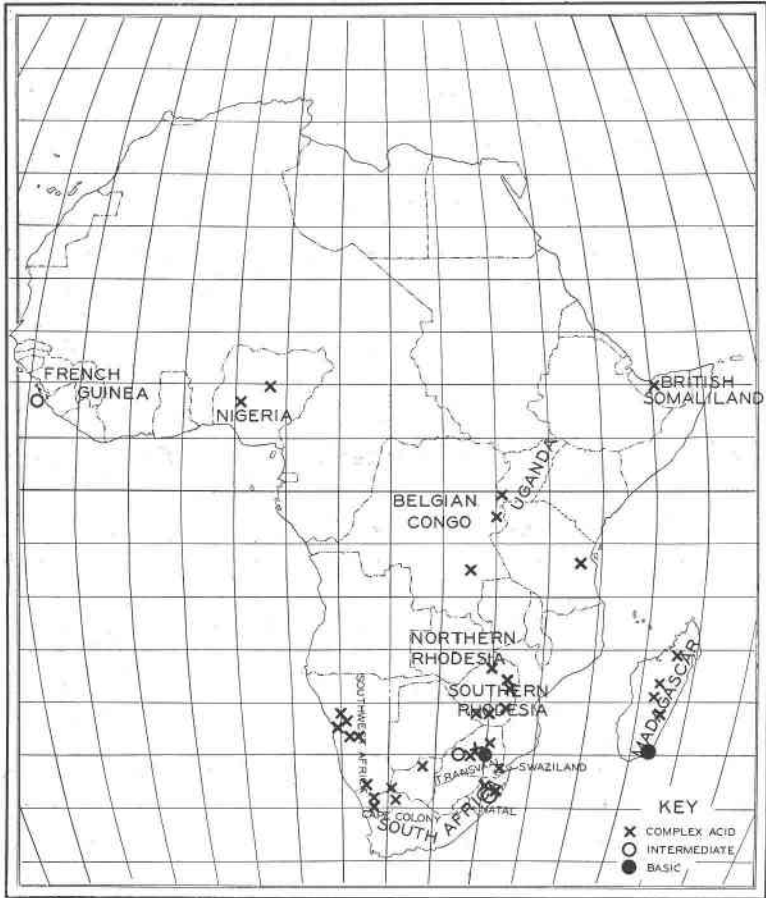 FRENCH
GUINEA
NIGERIA
BRITISH
SOMALILAND
UGANDA
BELGIAN
CONGO
NORTHERN
RHODESIA
SOUTHERN
RHODESIA
MADAGASCAR
SOUTHWEST AFRICA
TRANSVAAL
SWAZILAND
NATAL
CAPE COLONY
SOUTH AFRICA
KEY
COMPLEX ACID
INTERMEDIATE
BASIC